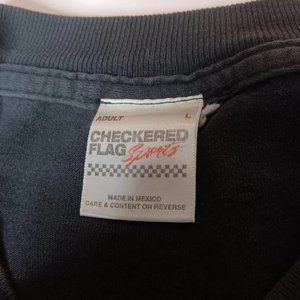 ADULT L
CHECKERED
FLAG Sports
MADE IN MEXICO
CARE & CONTENT ON REVERSE